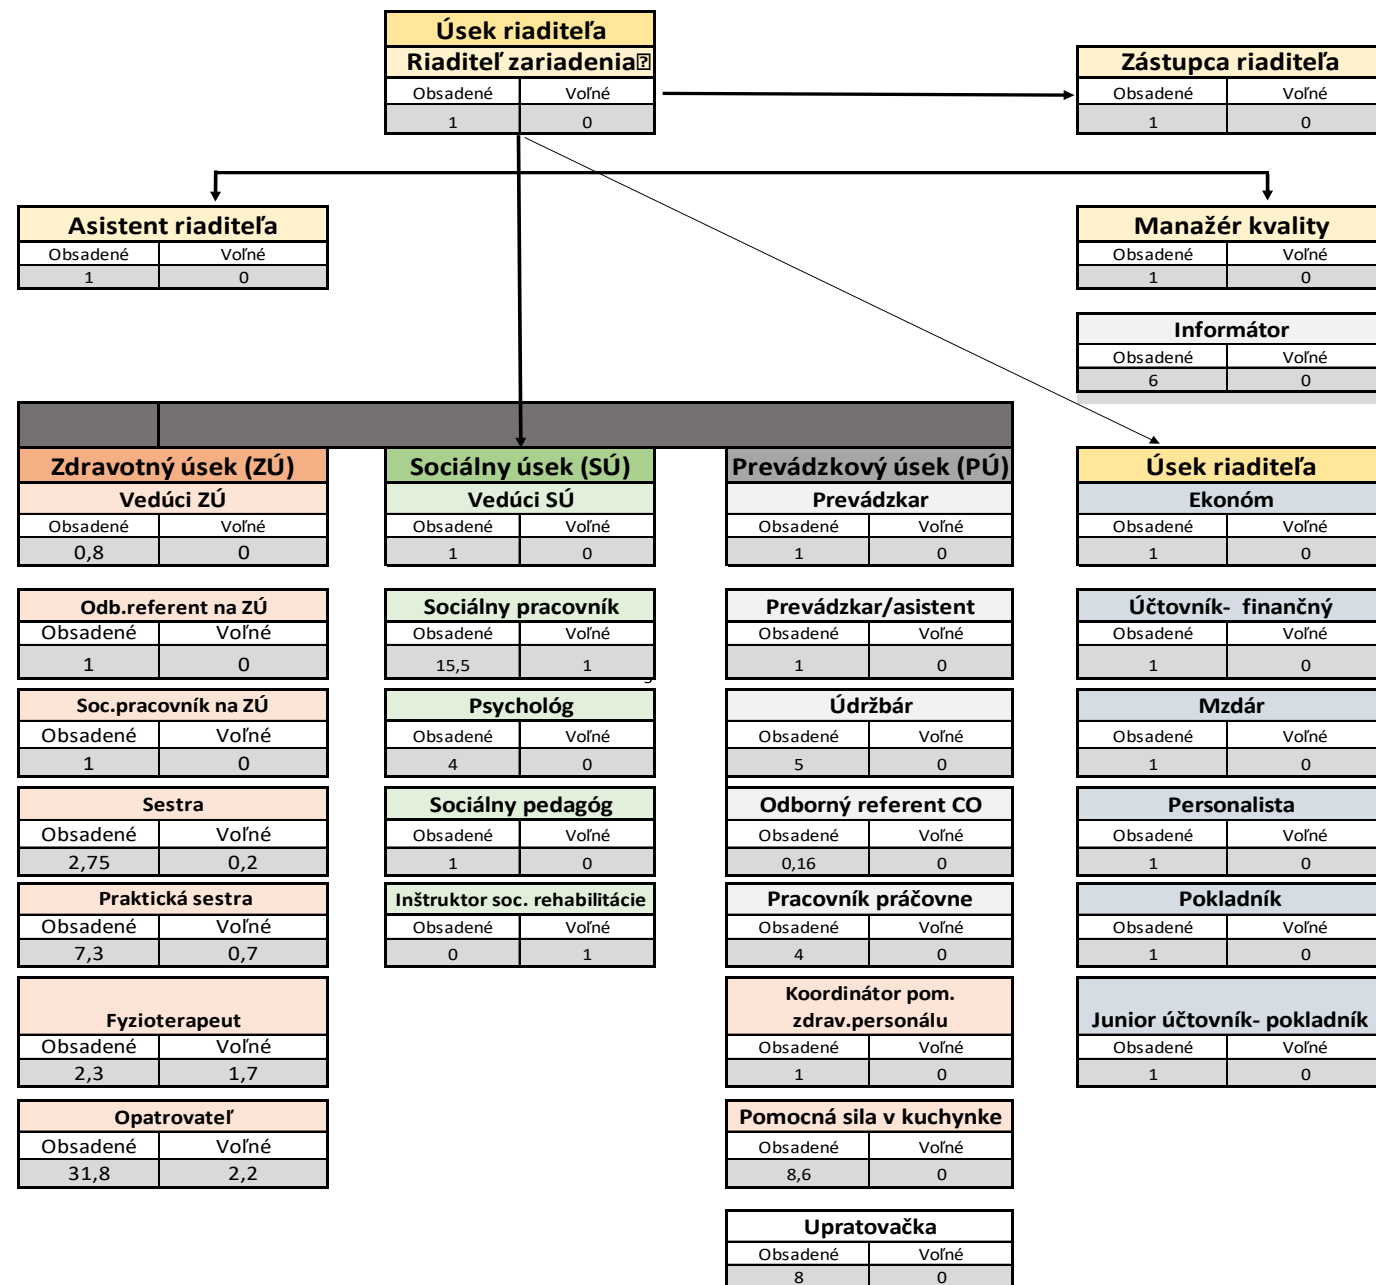 Úsek riaditeľa
Riaditeľ zariadenia
Obsadené Voľné
1 0
Zástupca riaditeľa
Obsadené Voľné
1 0
Asistent riaditeľa
Obsadené Voľné
1 0
Manažér kvality
Obsadené Voľné
1 0
Informátor
Obsadené Voľné
6 0
Zdravotný úsek (ZÚ)
Vedúci ZÚ
Obsadené Voľné
0,8 0
Odb.referent na ZÚ
Obsadené Voľné
1 0
Soc.pracovník na ZÚ
Obsadené Voľné
1 0
Sestra
Obsadené Voľné
2,75 0,2
Praktická sestra
Obsadené Voľné
7,3 0,7
Fyzioterapeut
Obsadené Voľné
2,3 1,7
Opatrovateľ
Obsadené Voľné
31,8 2,2
Sociálny úsek (SÚ)
Vedúci SÚ
Obsadené Voľné
1 0
Sociálny pracovník
Obsadené Voľné
15,5 1
Psychológ
Obsadené Voľné
4 0
Sociálny pedagóg
Obsadené Voľné
1 0
Inštruktor soc. rehabilitácie
Obsadené Voľné
0 1
Prevádzkový úsek (PÚ)
Prevádzkar
Obsadené Voľné
1 0
Prevádzkar/asistent
Obsadené Voľné
1 0
Údržbár
Obsadené Voľné
5 0
Odborný referent CO
Obsadené Voľné
0,16 0
Pracovník práčovne
Obsadené Voľné
4 0
Koordinátor pom.
zdrav.personálu
Obsadené Voľné
1 0
Pomocná sila v kuchynke
Obsadené Voľné
8,6 0
Upratovačka
Obsadené Voľné
8 0
Úsek riaditeľa
Ekonóm
Obsadené Voľné
1 0
Účtovník- finančný
Obsadené Voľné
1 0
Mzdár
Obsadené Voľné
1 0
Personalista
Obsadené Voľné
1 0
Pokladník
Obsadené Voľné
1 0
Junior účtovník- pokladník
Obsadené Voľné
1 0